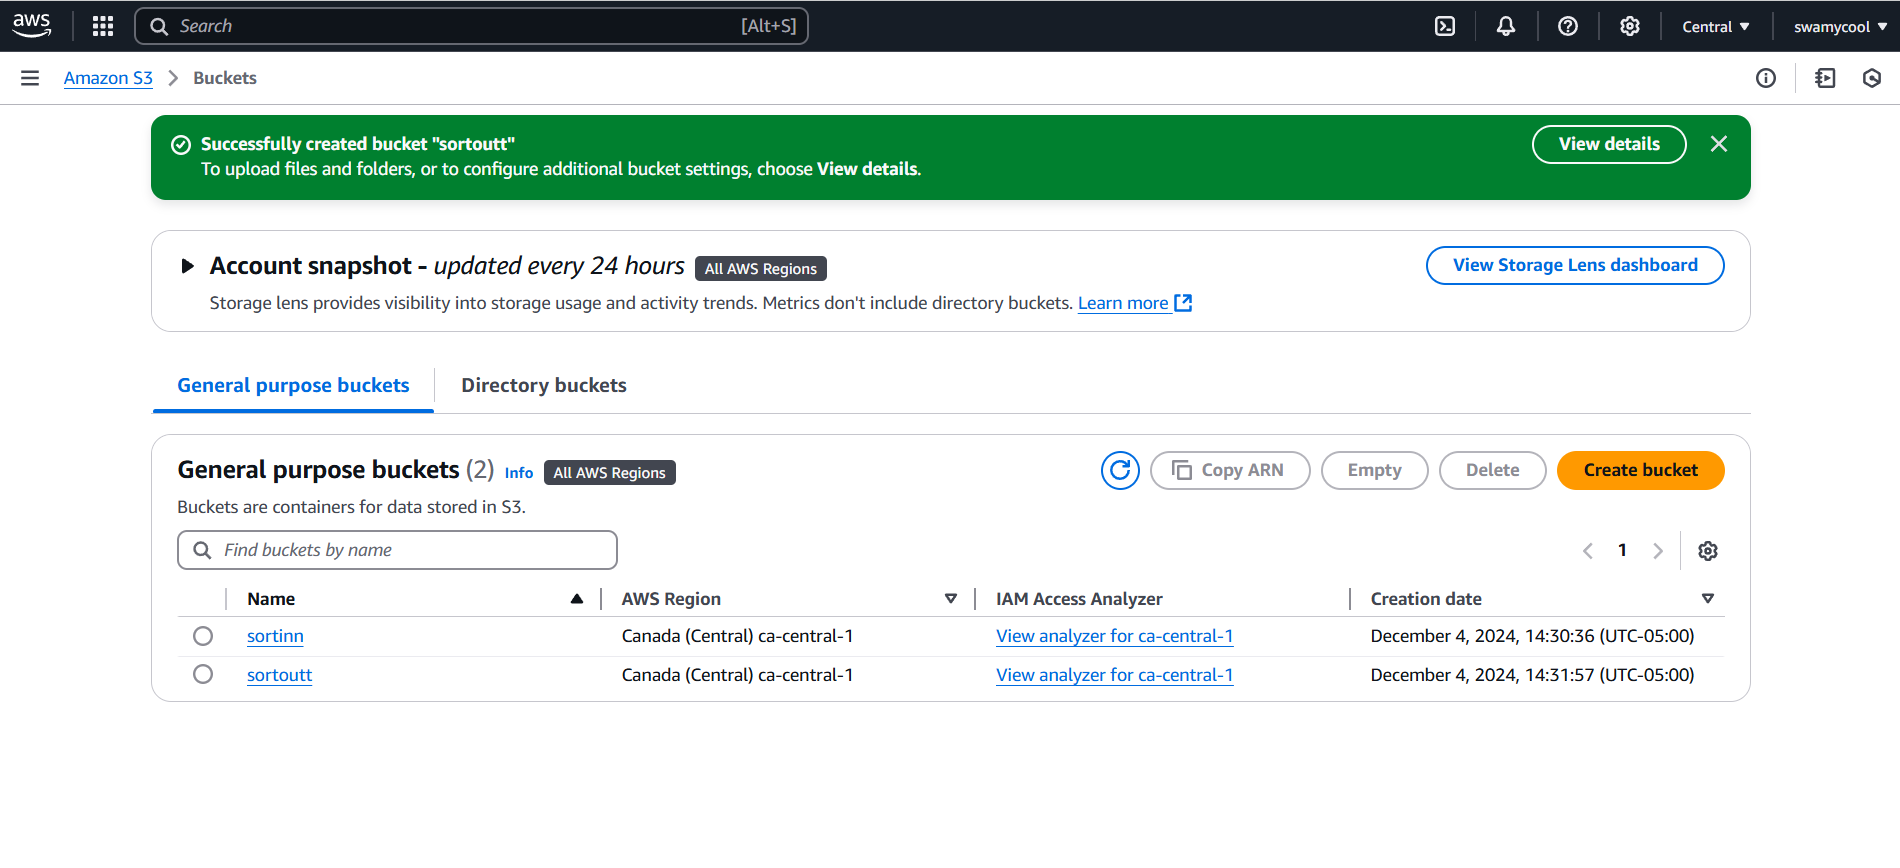 aws
Search [Alt+S]
Central
swamycool
Amazon S3 > Buckets
Successfully created bucket "sortoutt"
To upload files and folders, or to configure additional bucket settings, choose View details.
View details
Account snapshot - updated every 24 hours All AWS Regions
View Storage Lens dashboard
Storage lens provides visibility into storage usage and activity trends. Metrics don't include directory buckets. Learn more
General purpose buckets Directory buckets
General purpose buckets (2) Info All AWS Regions
Copy ARN Empty Delete Create bucket
Buckets are containers for data stored in S3.
Find buckets by name
1
Name AWS Region IAM Access Analyzer Creation date
sortinn Canada (Central) ca-central-1 View analyzer for ca-central-1 December 4, 2024, 14:30:36 (UTC-05:00)
sortoutt Canada (Central) ca-central-1 View analyzer for ca-central-1 December 4, 2024, 14:31:57 (UTC-05:00)